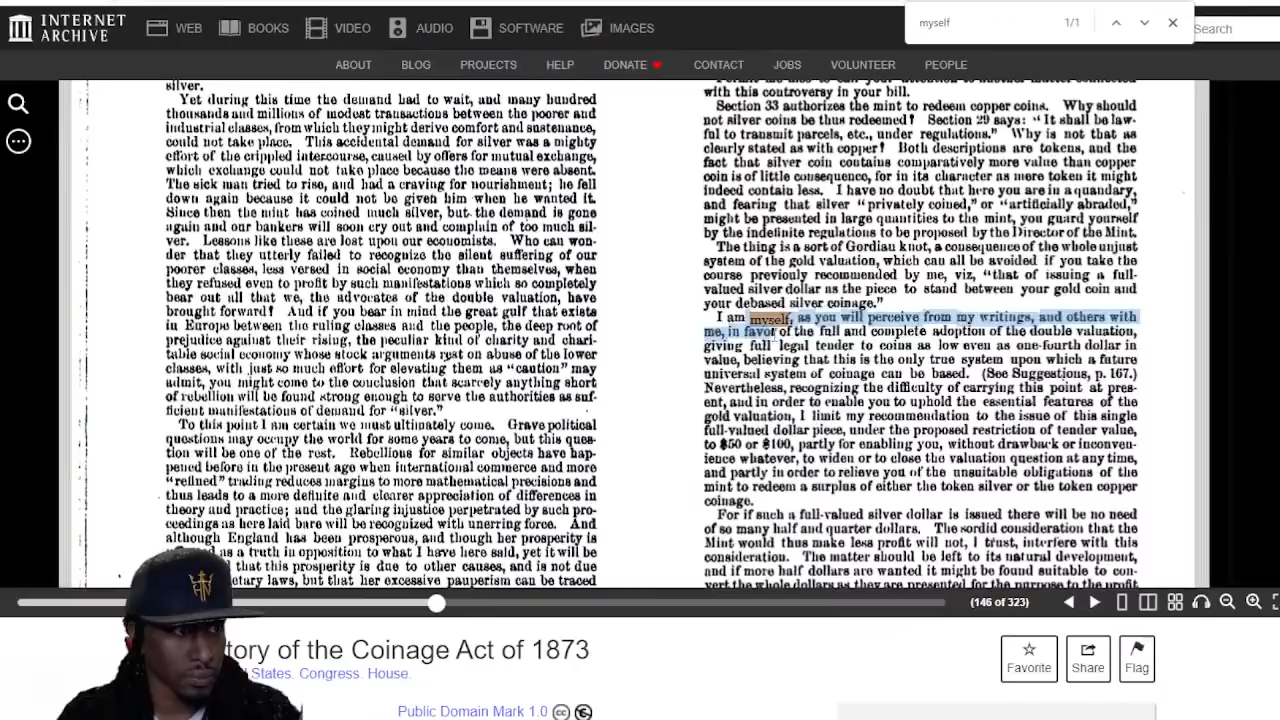 INTERNET
ARCHIVE
WEB
BOOKS
VIDEO
AUDIO
SOFTWARE
IMAGES
myself
1/1
Search
ABOUT
BLOG
PROJECTS
HELP
DONATE
CONTACT
JOBS
VOLUNTEER
PEOPLE
silver.
Yet during this time the demand had to wait, and many hundred
thousands and millions of modest transactions between the poorer and
industrial classes, from which they might derive comfort and sustenance,
could not take place. This accidental demand for silver was a mighty
effort of the crippled intercourse, caused by offers for mutual exchange,
which exchange could not take place because the means were absent.
The sick man tried to rise, and had a craving for nourishment; he fell
down again because it could not be given him when he wanted it.
Since then the mint has coined much silver, but the demand is gone
again and our bankers will soon cry out and complain of too much sil-
ver. Lessons like these are lost upon our economists. Who can won-
der that they utterly failed to recognize the silent suffering of our
poorer classes, less versed in social economy than themselves, when
they refused even to profit by such manifestations which so completely
bear out all that we, the advocates of the double valuation, have
brought forward! And if you bear in mind the great gulf that exists
in Europe between the ruling classes and the people, the deep root of
prejudice against their rising, the peculiar kind of charity and chari-
table social economy whose stock arguments rest on abuse of the lower
classes, with just so much effort for elevating them as "caution" may
admit, you might come to the conclusion that scarcely anything short
of rebellion will be found strong enough to serve the authorities as suf-
ficient manifestations of demand for "silver."
To this point I am certain we must ultimately come. Grave political
questions may occupy the world for some years to come, but this ques-
tion will be one of the rest. Rebellions for similar objects have hap-
pened before in the present age when international commerce and more
"refined" trading reduces margins to more mathematical precisions and
thus leads to a more definite and clearer appreciation of differences in
theory and practice; and the glaring injustice perpetrated by such pro-
ceedings as here laid bare will be recognized with unerring force. And
although England has been prosperous, and though her prosperity is
as a truth in opposition to what I have here said, yet it will be
that this prosperity is due to other causes, and is not due
etary laws, but that her excessive pauperism can be traced
with this controversy in your bill.
Section 33 authorizes the mint to redeem copper coins. Why should
not silver coins be thus redeemed? Section 29 says: "It shall be law-
ful to transmit parcels, etc., under regulations." Why is not that as
clearly stated as with copper? Both descriptions are tokens, and the
fact that silver coin contains comparatively more value than copper
coin is of little consequence, for in its character as mere token it might
indeed contain less. I have no doubt that here you are in a quandary,
and fearing that silver "privately coined," or "artificially abraded,"
might be presented in large quantities to the mint, you guard yourself
by the indefinite regulations to be proposed by the Director of the Mint.
The thing is a sort of Gordian knot, a consequence of the whole unjust
system of the gold valuation, which can all be avoided if you take the
course previously recommended by me, viz, "that of issuing a full-
valued silver dollar as the piece to stand between your gold coin and
your debased silver coinage."
I am myself, as you will perceive from my writings, and others with
me, in favor of the full and complete adoption of the double valuation,
giving full legal tender to coins as low even as one-fourth dollar in
value, believing that this is the only true system upon which a future
universal system of coinage can be based. (See Suggestions, p. 167.)
Nevertheless, recognizing the difficulty of carrying this point at pres-
ent, and in order to enable you to uphold the essential features of the
gold valuation, I limit my recommendation to the issue of this single
full-valued dollar piece, under the proposed restriction of tender value,
to $50 or $100, partly for enabling you, without drawback or inconven-
ience whatever, to widen or to close the valuation question at any time,
and partly in order to relieve you of the unsuitable obligations of the
mint to redeem a surplus of either the token silver or the token copper
coinage.
For if such a full-valued silver dollar is issued there will be no need
of so many half and quarter dollars. The sordid consideration that the
Mint would thus make less profit will not, I trust, interfere with this
consideration. The matter should be left to its natural development,
and if more half dollars are wanted it might be found suitable to con-
vert the whole dollars as they are presented for the purpose to the profit
(146 of 323)
tory of the Coinage Act of 1873
States. Congress. House.
Favorite
Share
Flag
Public Domain Mark 1.0